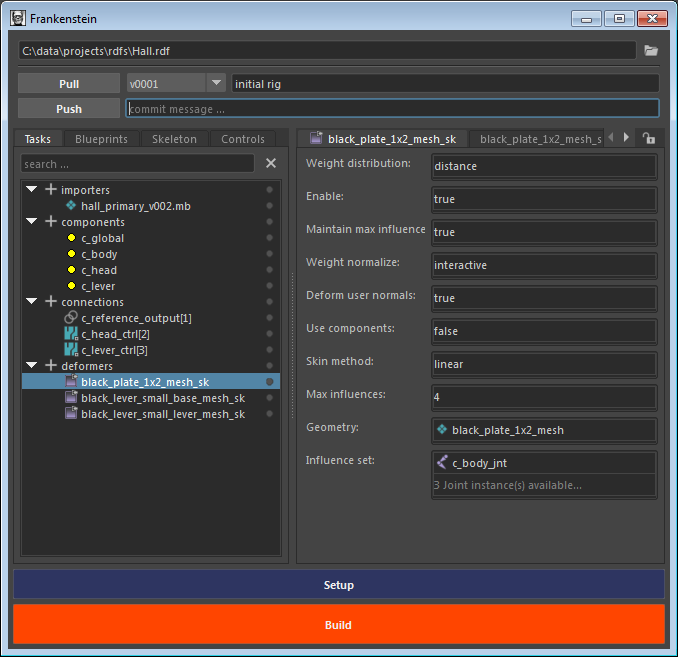 Frankenstein
C:\data\projects\rdfs\Hall.rdf
Pull v0001 initial rig
Push commit message ...
Tasks Blueprints Skeleton Controls
search ...
importers
hall_primary_v002.mb
components
c_global
c_body
c_head
c_lever
connections
c_reference_output[1]
c_head_ctrl[2]
c_lever_ctrl[3]
deformers
black_plate_1x2_mesh_sk
black_lever_small_base_mesh_sk
black_lever_small_lever_mesh_sk
black_plate_1x2_mesh_sk black_plate_1x2_mesh_s
Weight distribution: distance
Enable: true
Maintain max influence true
Weight normalize: interactive
Deform user normals: true
Use components: false
Skin method: linear
Max influences: 4
Geometry: black_plate_1x2_mesh
Influence set: c_body_jnt
3 Joint instance(s) available...
Setup
Build